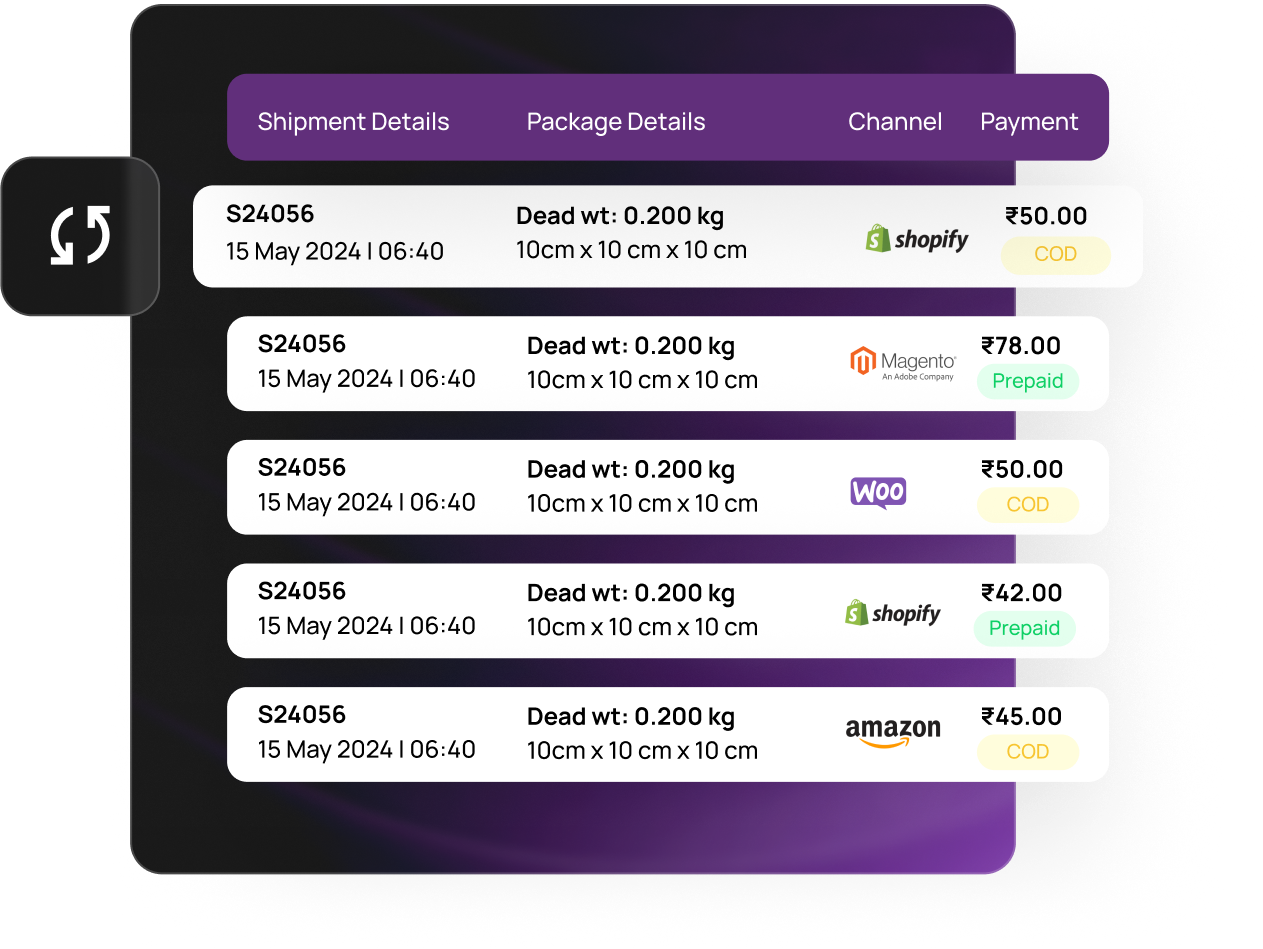 Shipment Details Package Details Channel Payment
S24056 Dead wt: 0.200 kg shopify ₹50.00
15 May 2024 | 06:40 10cm x 10 cm x 10 cm COD
S24056 Dead wt: 0.200 kg Magento® ₹78.00
15 May 2024 | 06:40 10cm x 10 cm x 10 cm An Adobe Company Prepaid
S24056 Dead wt: 0.200 kg Woo ₹50.00
15 May 2024 | 06:40 10cm x 10 cm x 10 cm COD
S24056 Dead wt: 0.200 kg shopify ₹42.00
15 May 2024 | 06:40 10cm x 10 cm x 10 cm Prepaid
S24056 Dead wt: 0.200 kg amazon ₹45.00
15 May 2024 | 06:40 10cm x 10 cm x 10 cm COD